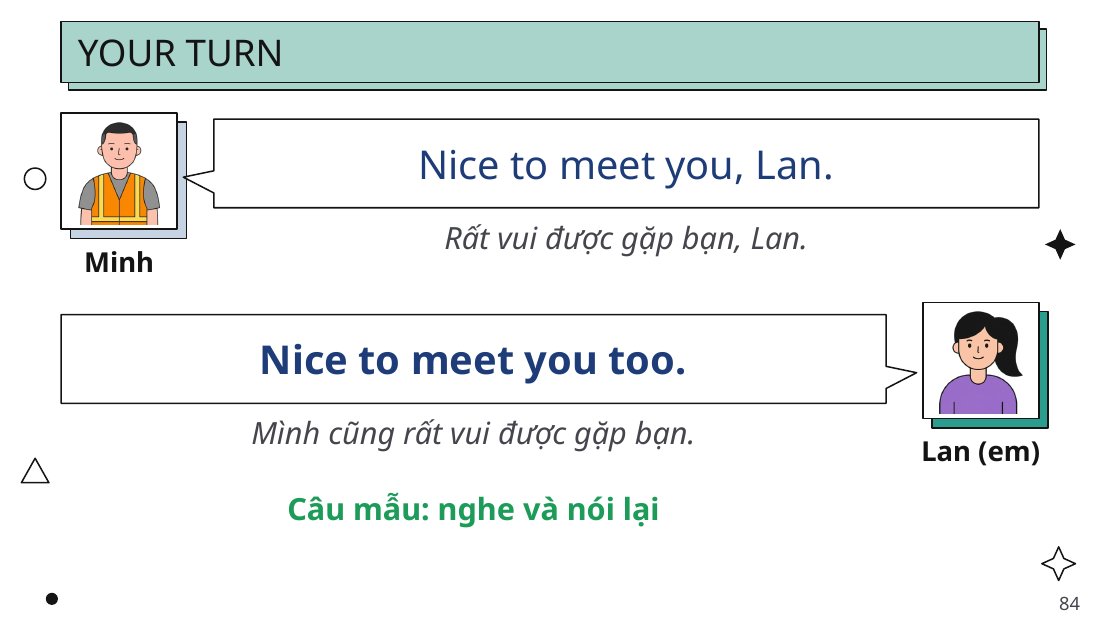 YOUR TURN
Nice to meet you, Lan.
Rất vui được gặp bạn, Lan.
Minh
Nice to meet you too.
Mình cũng rất vui được gặp bạn.
Lan (em)
Câu mẫu: nghe và nói lại
84